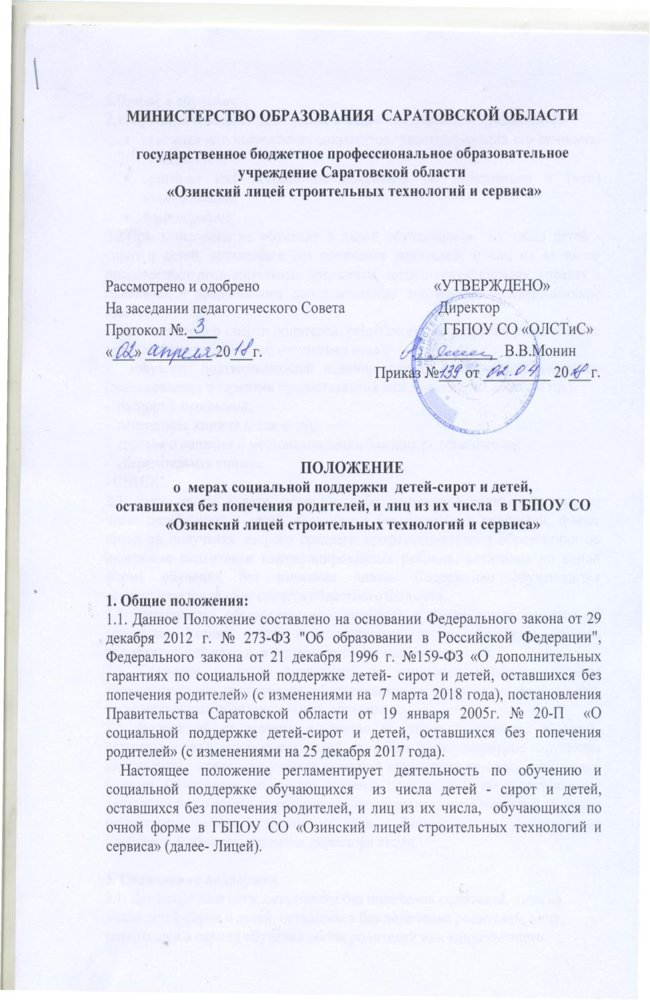 МИНИСТЕРСТВО ОБРАЗОВАНИЯ САРАТОВСКОЙ ОБЛАСТИ
государственное бюджетное профессиональное образовательное
учреждение Саратовской области
«Озинский лицей строительных технологий и сервиса»
Рассмотрено и одобрено
«УТВЕРЖДЕНО»
На заседании педагогического Совета
Директор
Протокол №. 3
ГБПОУ СО «ОЛСТиС»
«02» апреля 2018 г.
В.В.Монин
Приказ №139 от 02.04 2018 г.
ПОЛОЖЕНИЕ
о мерах социальной поддержки детей-сирот и детей,
оставшихся без попечения родителей, и лиц из их числа в ГБПОУ СО
«Озинский лицей строительных технологий и сервиса»
1. Общие положения:
1.1. Данное Положение составлено на основании Федерального закона от 29
декабря 2012 г. № 273-ФЗ "Об образовании в Российской Федерации",
Федерального закона от 21 декабря 1996 г. №159-ФЗ «О дополнительных
гарантиях по социальной поддержке детей- сирот и детей, оставшихся без
попечения родителей» (с изменениями на 7 марта 2018 года), постановления
Правительства Саратовской области от 19 января 2005г. № 20-П «О
социальной поддержке детей-сирот и детей, оставшихся без попечения
родителей» (с изменениями на 25 декабря 2017 года).
Настоящее положение регламентирует деятельность по обучению и
социальной поддержке обучающихся из числа детей - сирот и детей,
оставшихся без попечения родителей, и лиц из их числа, обучающихся по
очной форме в ГБПОУ СО «Озинский лицей строительных технологий и
сервиса» (далее- Лицей).